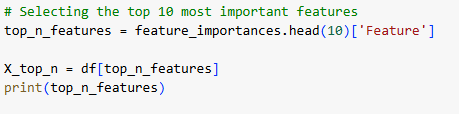 # Selecting the top 10 most important features
top_n_features = feature_importances.head(10)['Feature']
X_top_n = df[top_n_features]
print(top_n_features)